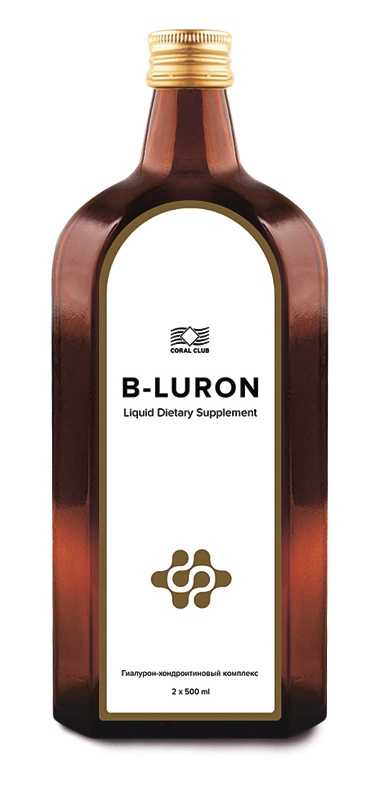 CORAL CLUB
B-LURON
Liquid Dietary Supplement
Гиалурон-хондроитиновый комплекс
2 x 500 ml